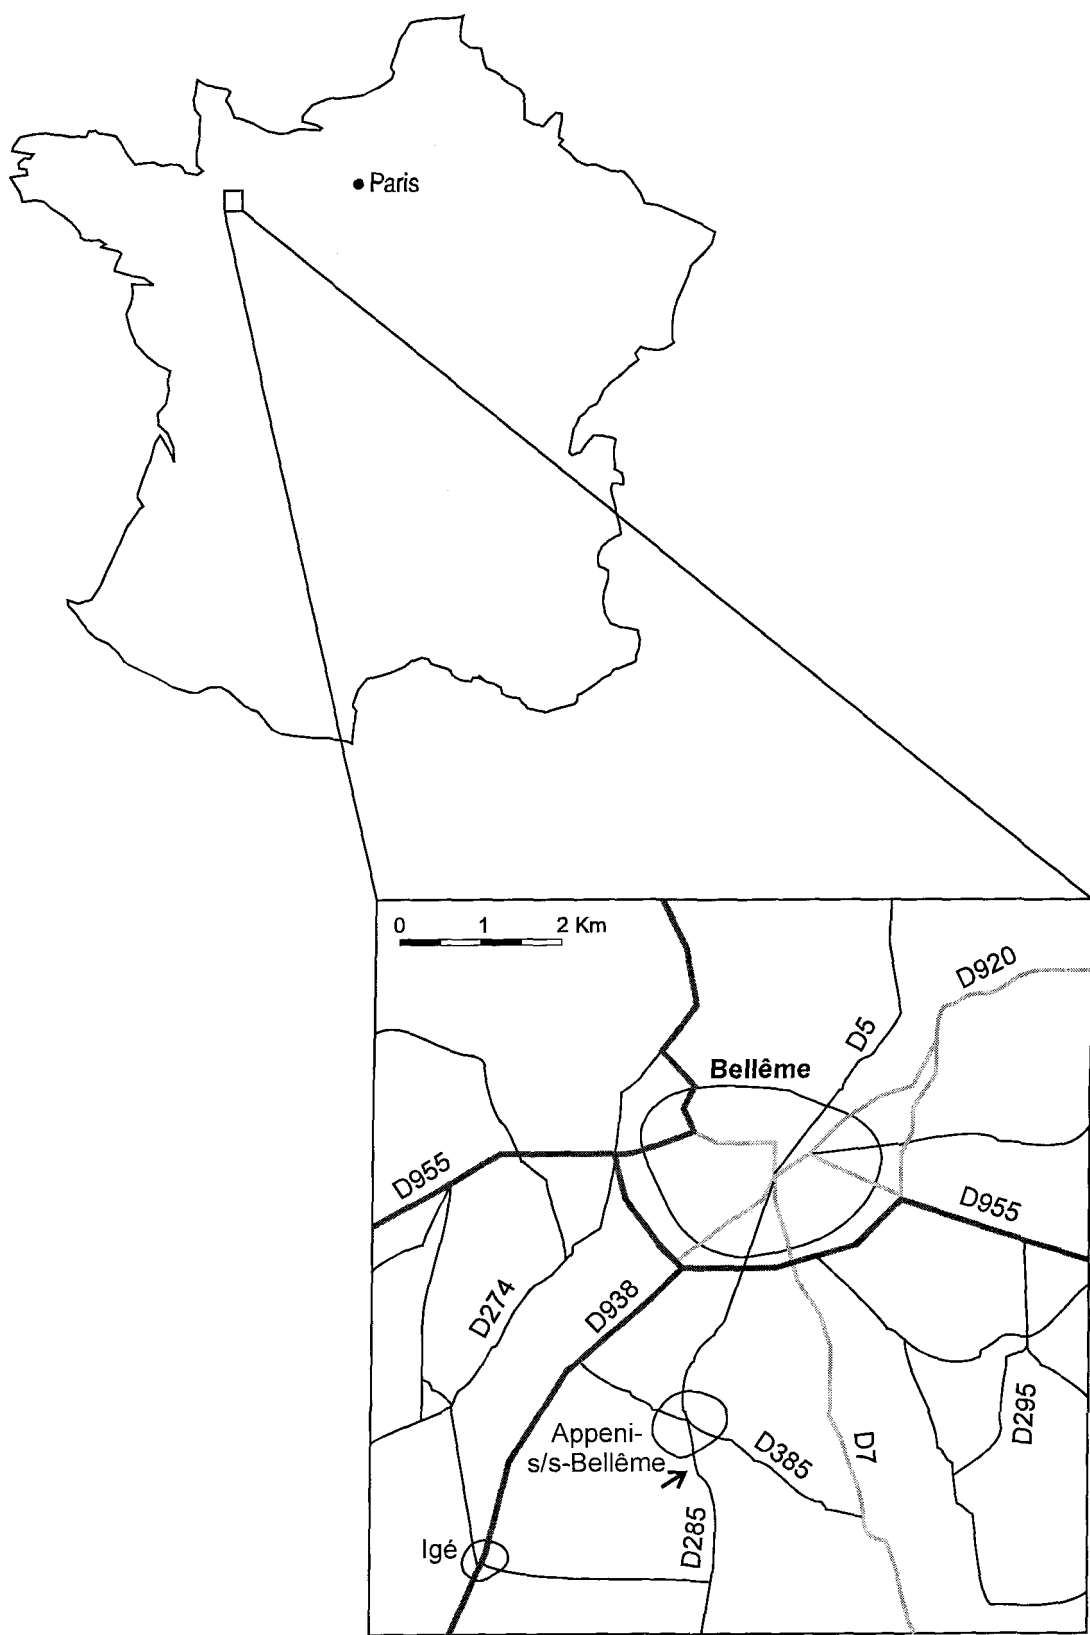 Paris
0 1 2 Km
D920
D5
Bellême
D955
D955
D274
D938
D295
Appeni-
s/s-Bellême
D385
D7
D285
Igé